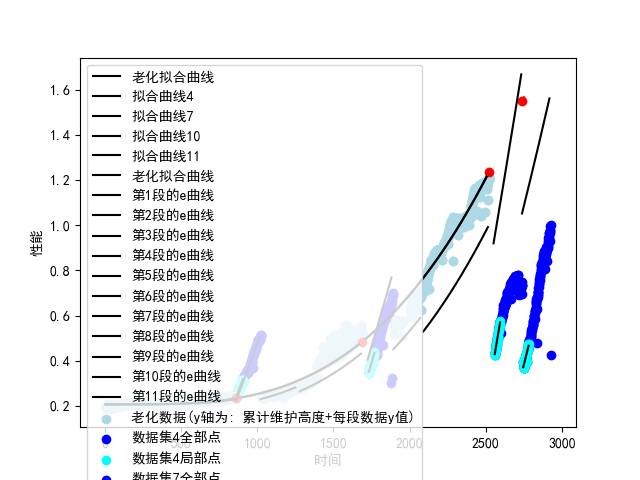 1.6
1.4
1.2
1.0
0.8
0.6
0.4
0.2
性能
老化拟合曲线
拟合曲线4
拟合曲线7
拟合曲线10
拟合曲线11
老化拟合曲线
第1段的e曲线
第2段的e曲线
第3段的e曲线
第4段的e曲线
第5段的e曲线
第6段的e曲线
第7段的e曲线
第8段的e曲线
第9段的e曲线
第10段的e曲线
第11段的e曲线
老化数据(y轴为: 累计维护高度+每段数据y值)
数据集4全部点
数据集4局部点
数据集7全部点
0 500 1000 1500 2000 2500 3000
时间